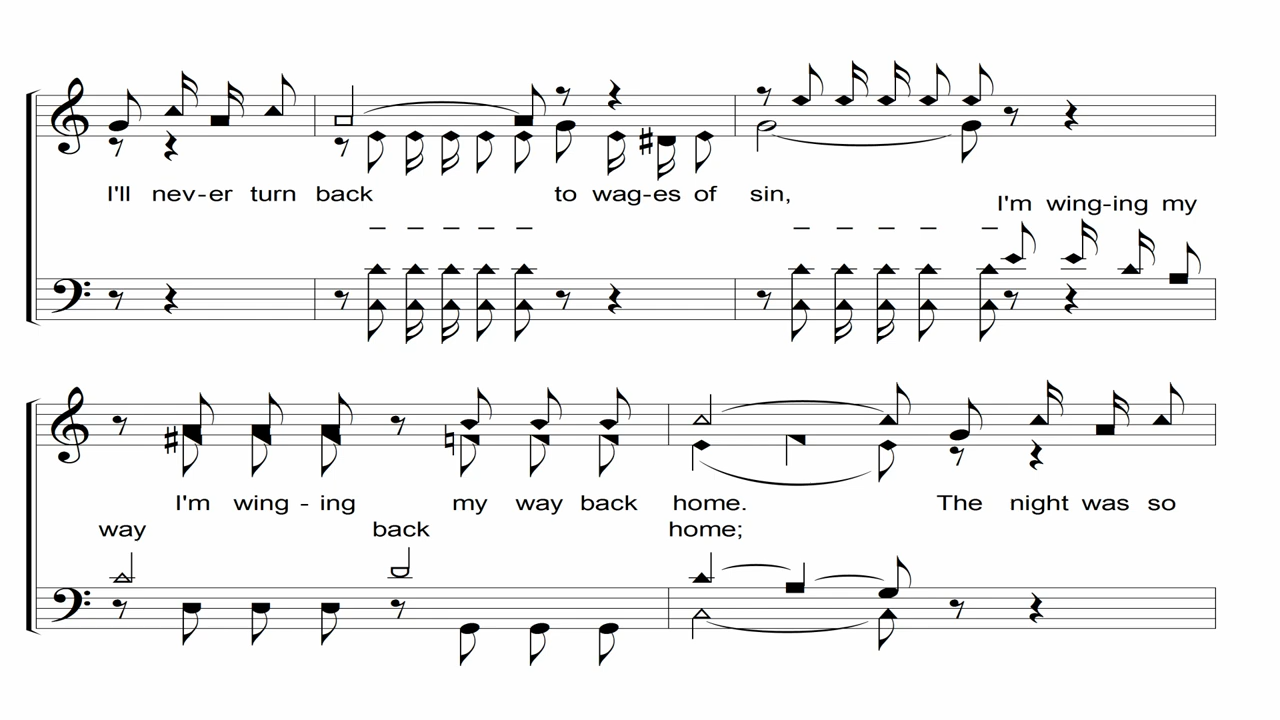 I'll nev-er turn back to wag-es of sin,
I'm wing-ing my
I'm wing - ing my way back home. The night was so
way back home;